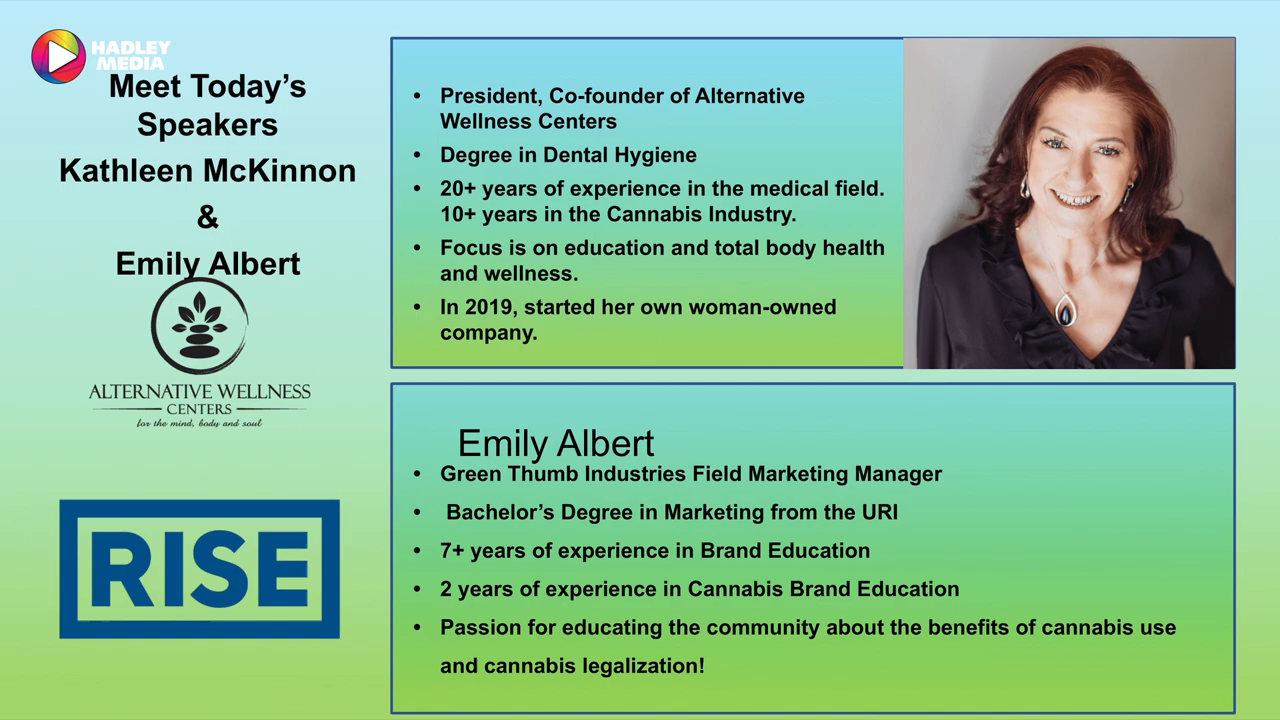 HADLEY
MEDIA
Meet Today's
Speakers
Kathleen McKinnon
&
Emily Albert
ALTERNATIVE WELLNESS
CENTERS
for the mind, body and soul
RISE
• President, Co-founder of Alternative
Wellness Centers
• Degree in Dental Hygiene
• 20+ years of experience in the medical field.
10+ years in the Cannabis Industry.
• Focus is on education and total body health
and wellness.
• In 2019, started her own woman-owned
company.
Emily Albert
• Green Thumb Industries Field Marketing Manager
• Bachelor's Degree in Marketing from the URI
• 7+ years of experience in Brand Education
• 2 years of experience in Cannabis Brand Education
• Passion for educating the community about the benefits of cannabis use
and cannabis legalization!